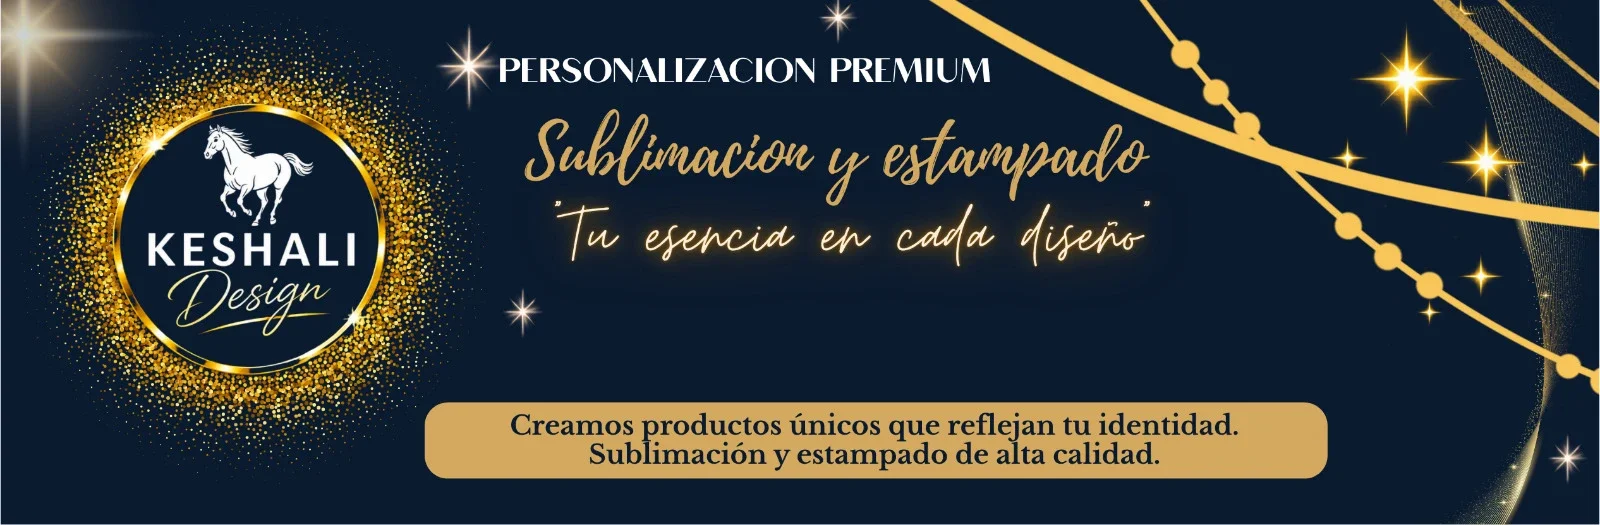 PERSONALIZACION PREMIUM
Sublimacion y estampado
"Tu esencia en cada diseño"
KESHALI
Design
Creamos productos únicos que reflejan tu identidad.
Sublimación y estampado de alta calidad.